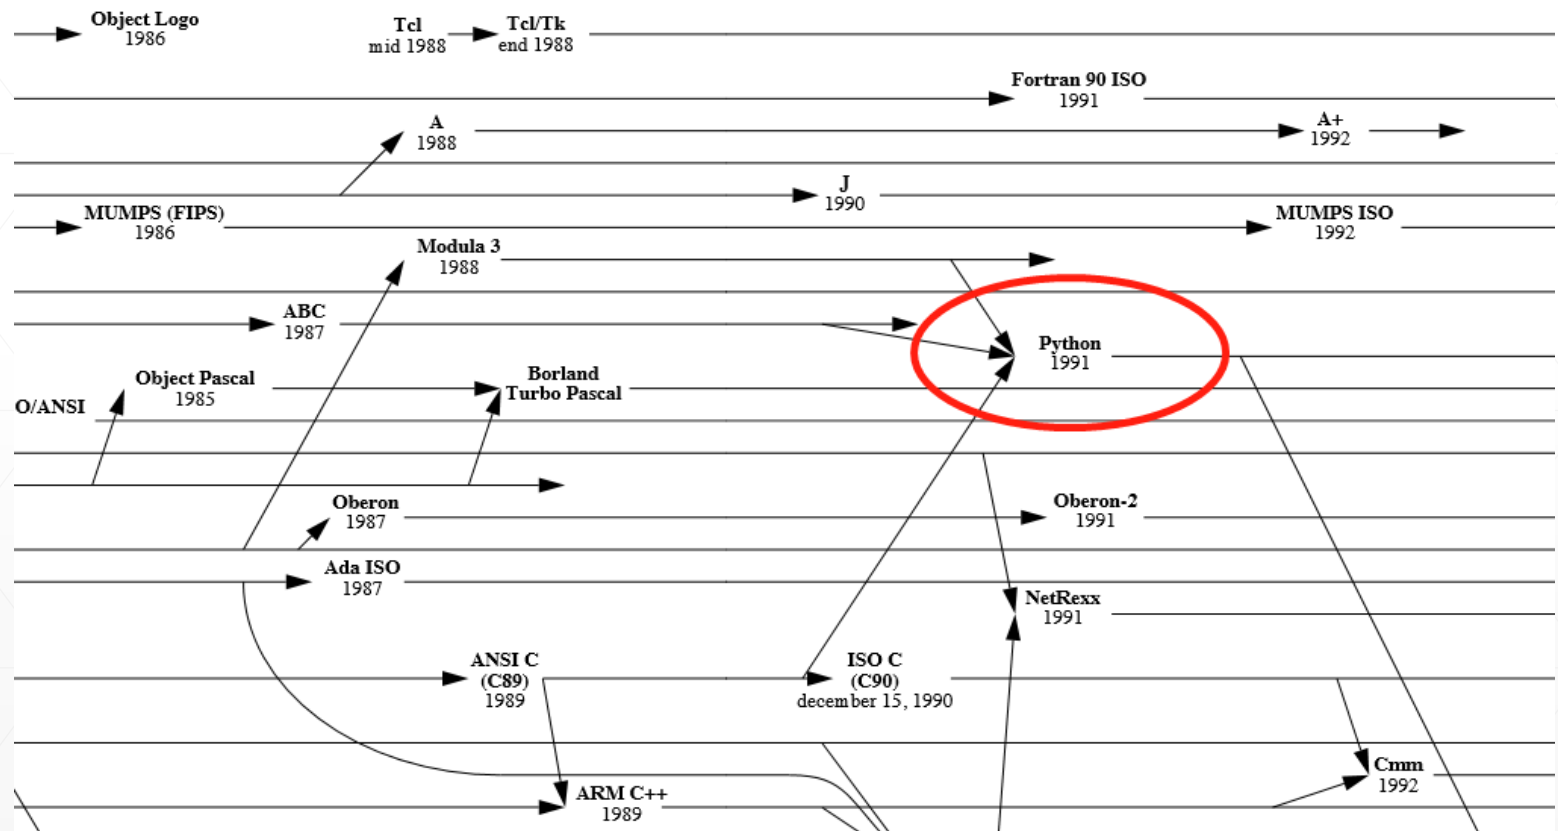 Object Logo
1986
Tcl
mid 1988
Tcl/Tk
end 1988
Fortran 90 ISO
1991
A
1988
A+
1992
J
1990
MUMPS (FIPS)
1986
MUMPS ISO
1992
Modula 3
1988
ABC
1987
Python
1991
Object Pascal
1985
Borland
Turbo Pascal
O/ANSI
Oberon
1987
Oberon-2
1991
Ada ISO
1987
NetRexx
1991
ANSI C
(C89)
1989
ISO C
(C90)
december 15, 1990
Cmm
1992
ARM C++
1989